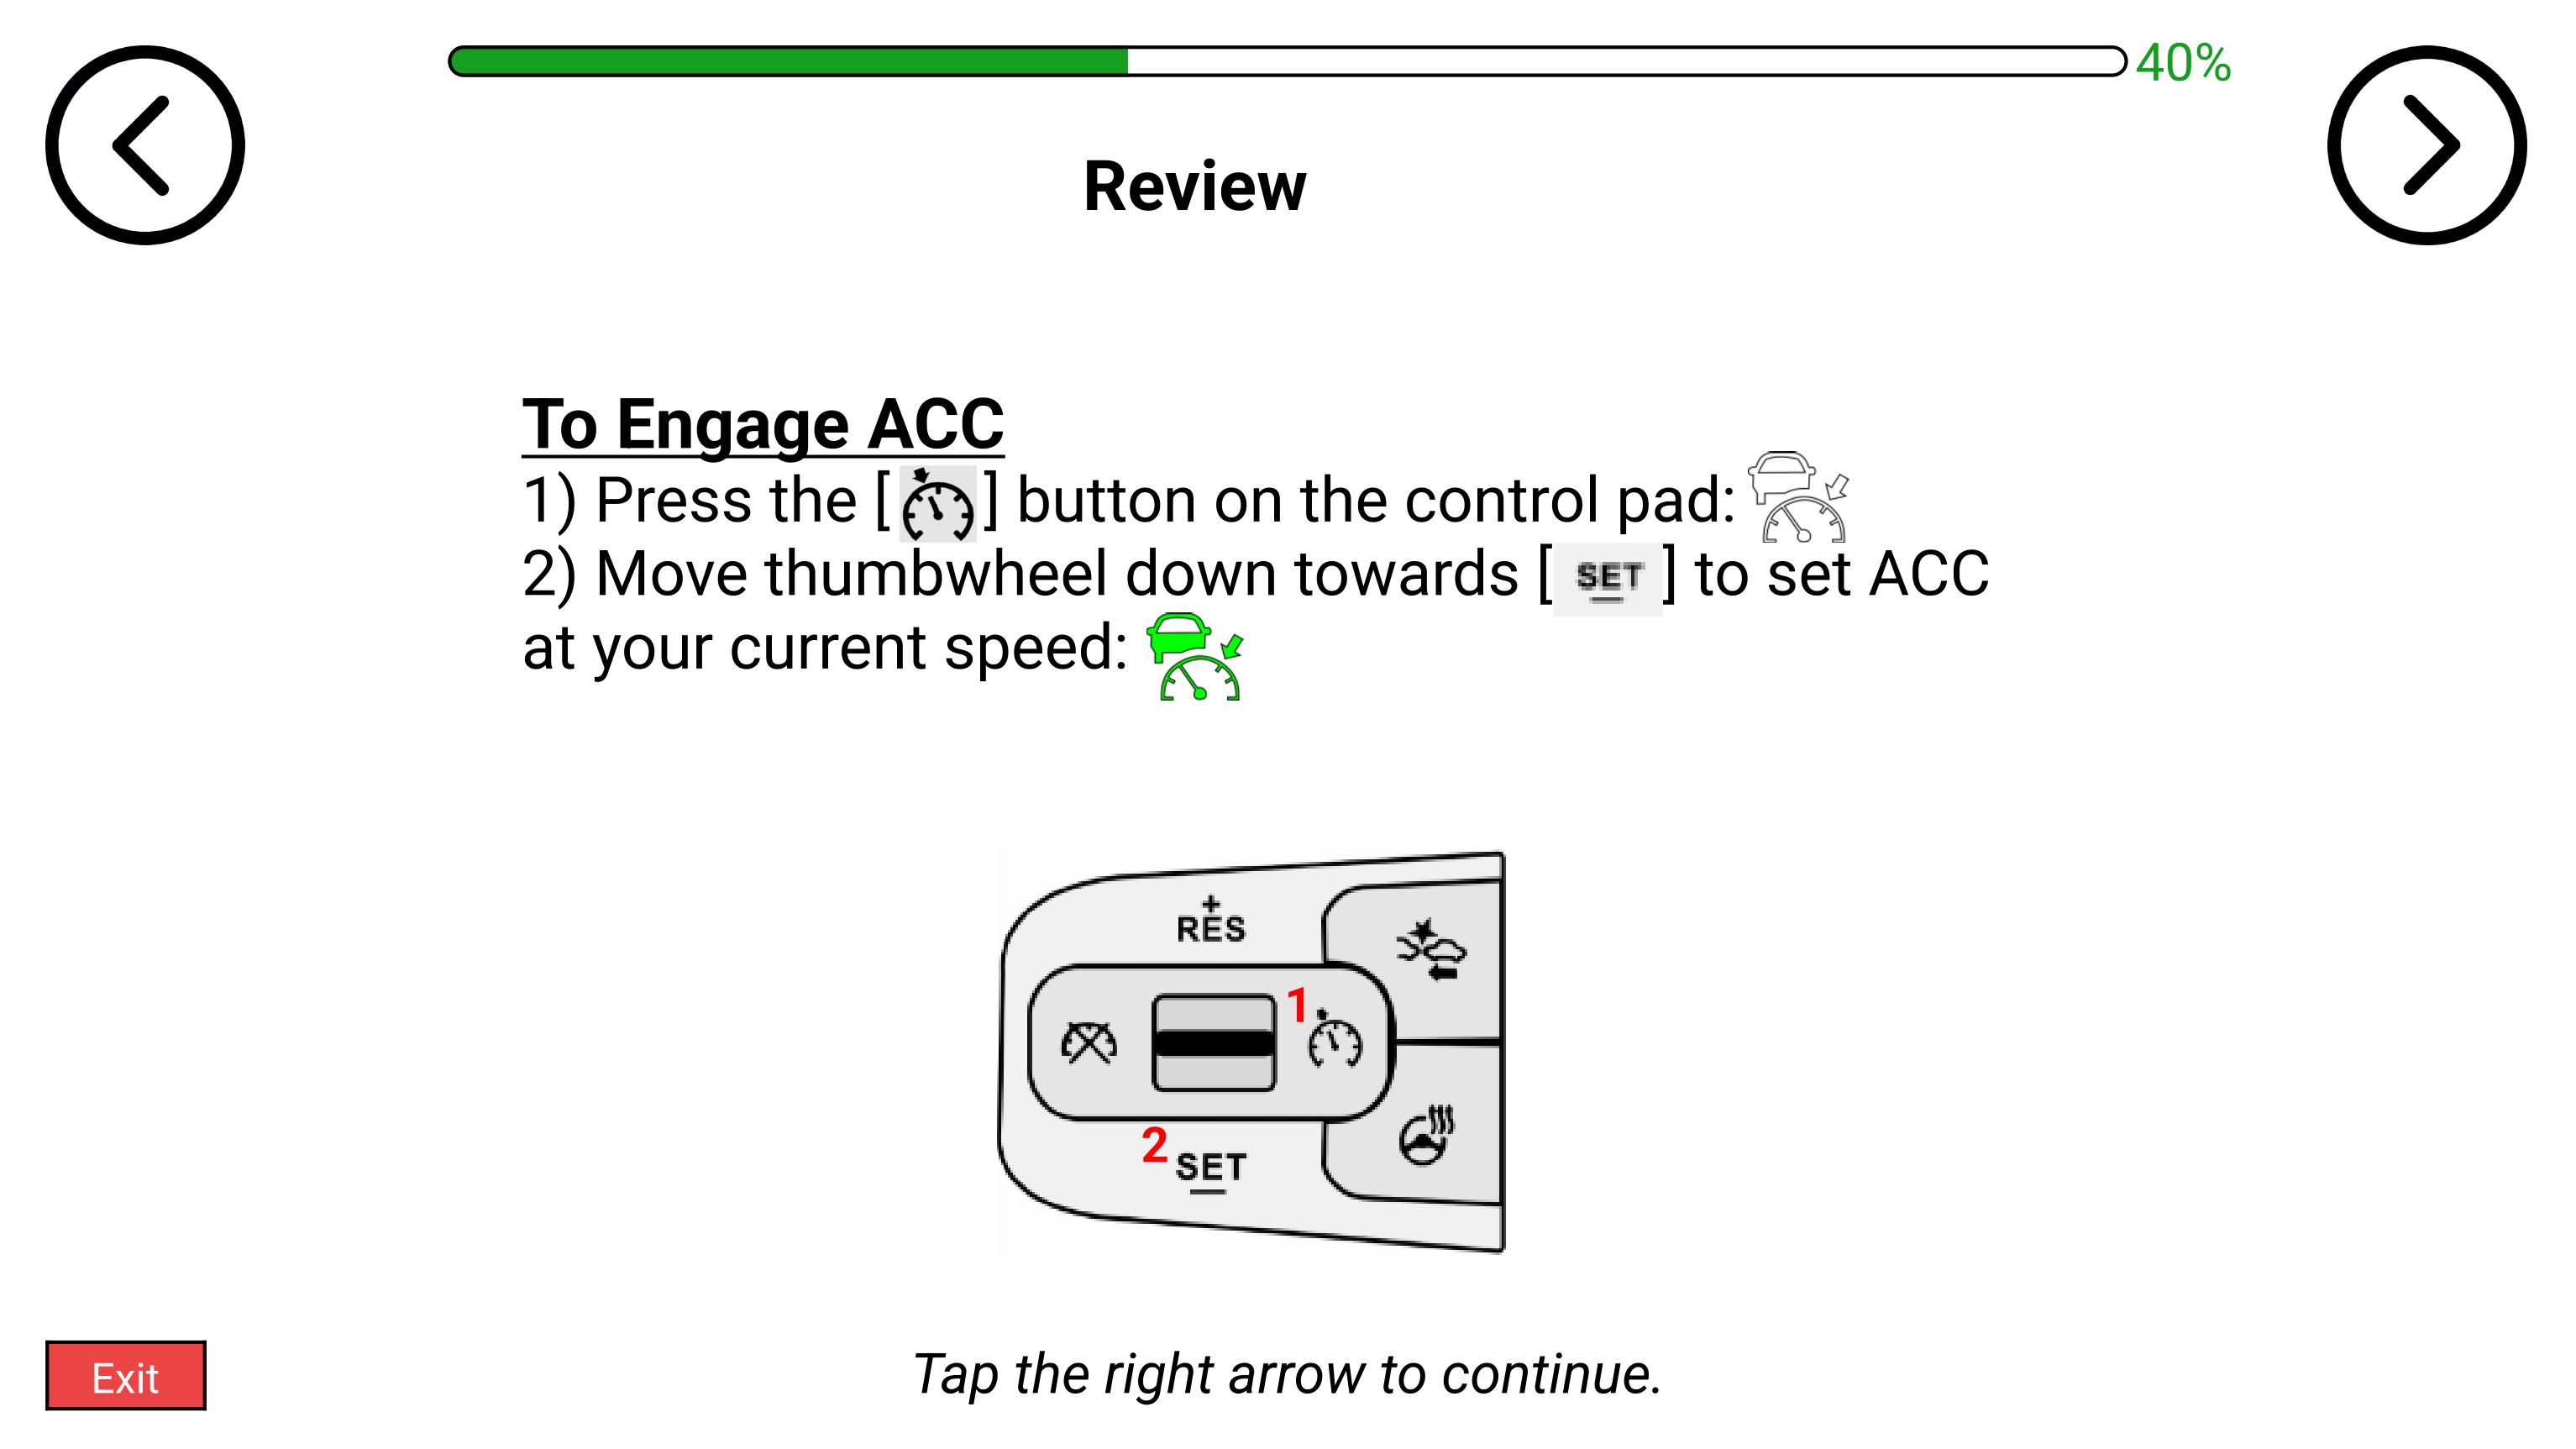 40%
Review
To Engage ACC
1) Press the [ ] button on the control pad:
2) Move thumbwheel down towards [ SET ] to set ACC
at your current speed:
+
RES
1
2
SET
Exit
Tap the right arrow to continue.